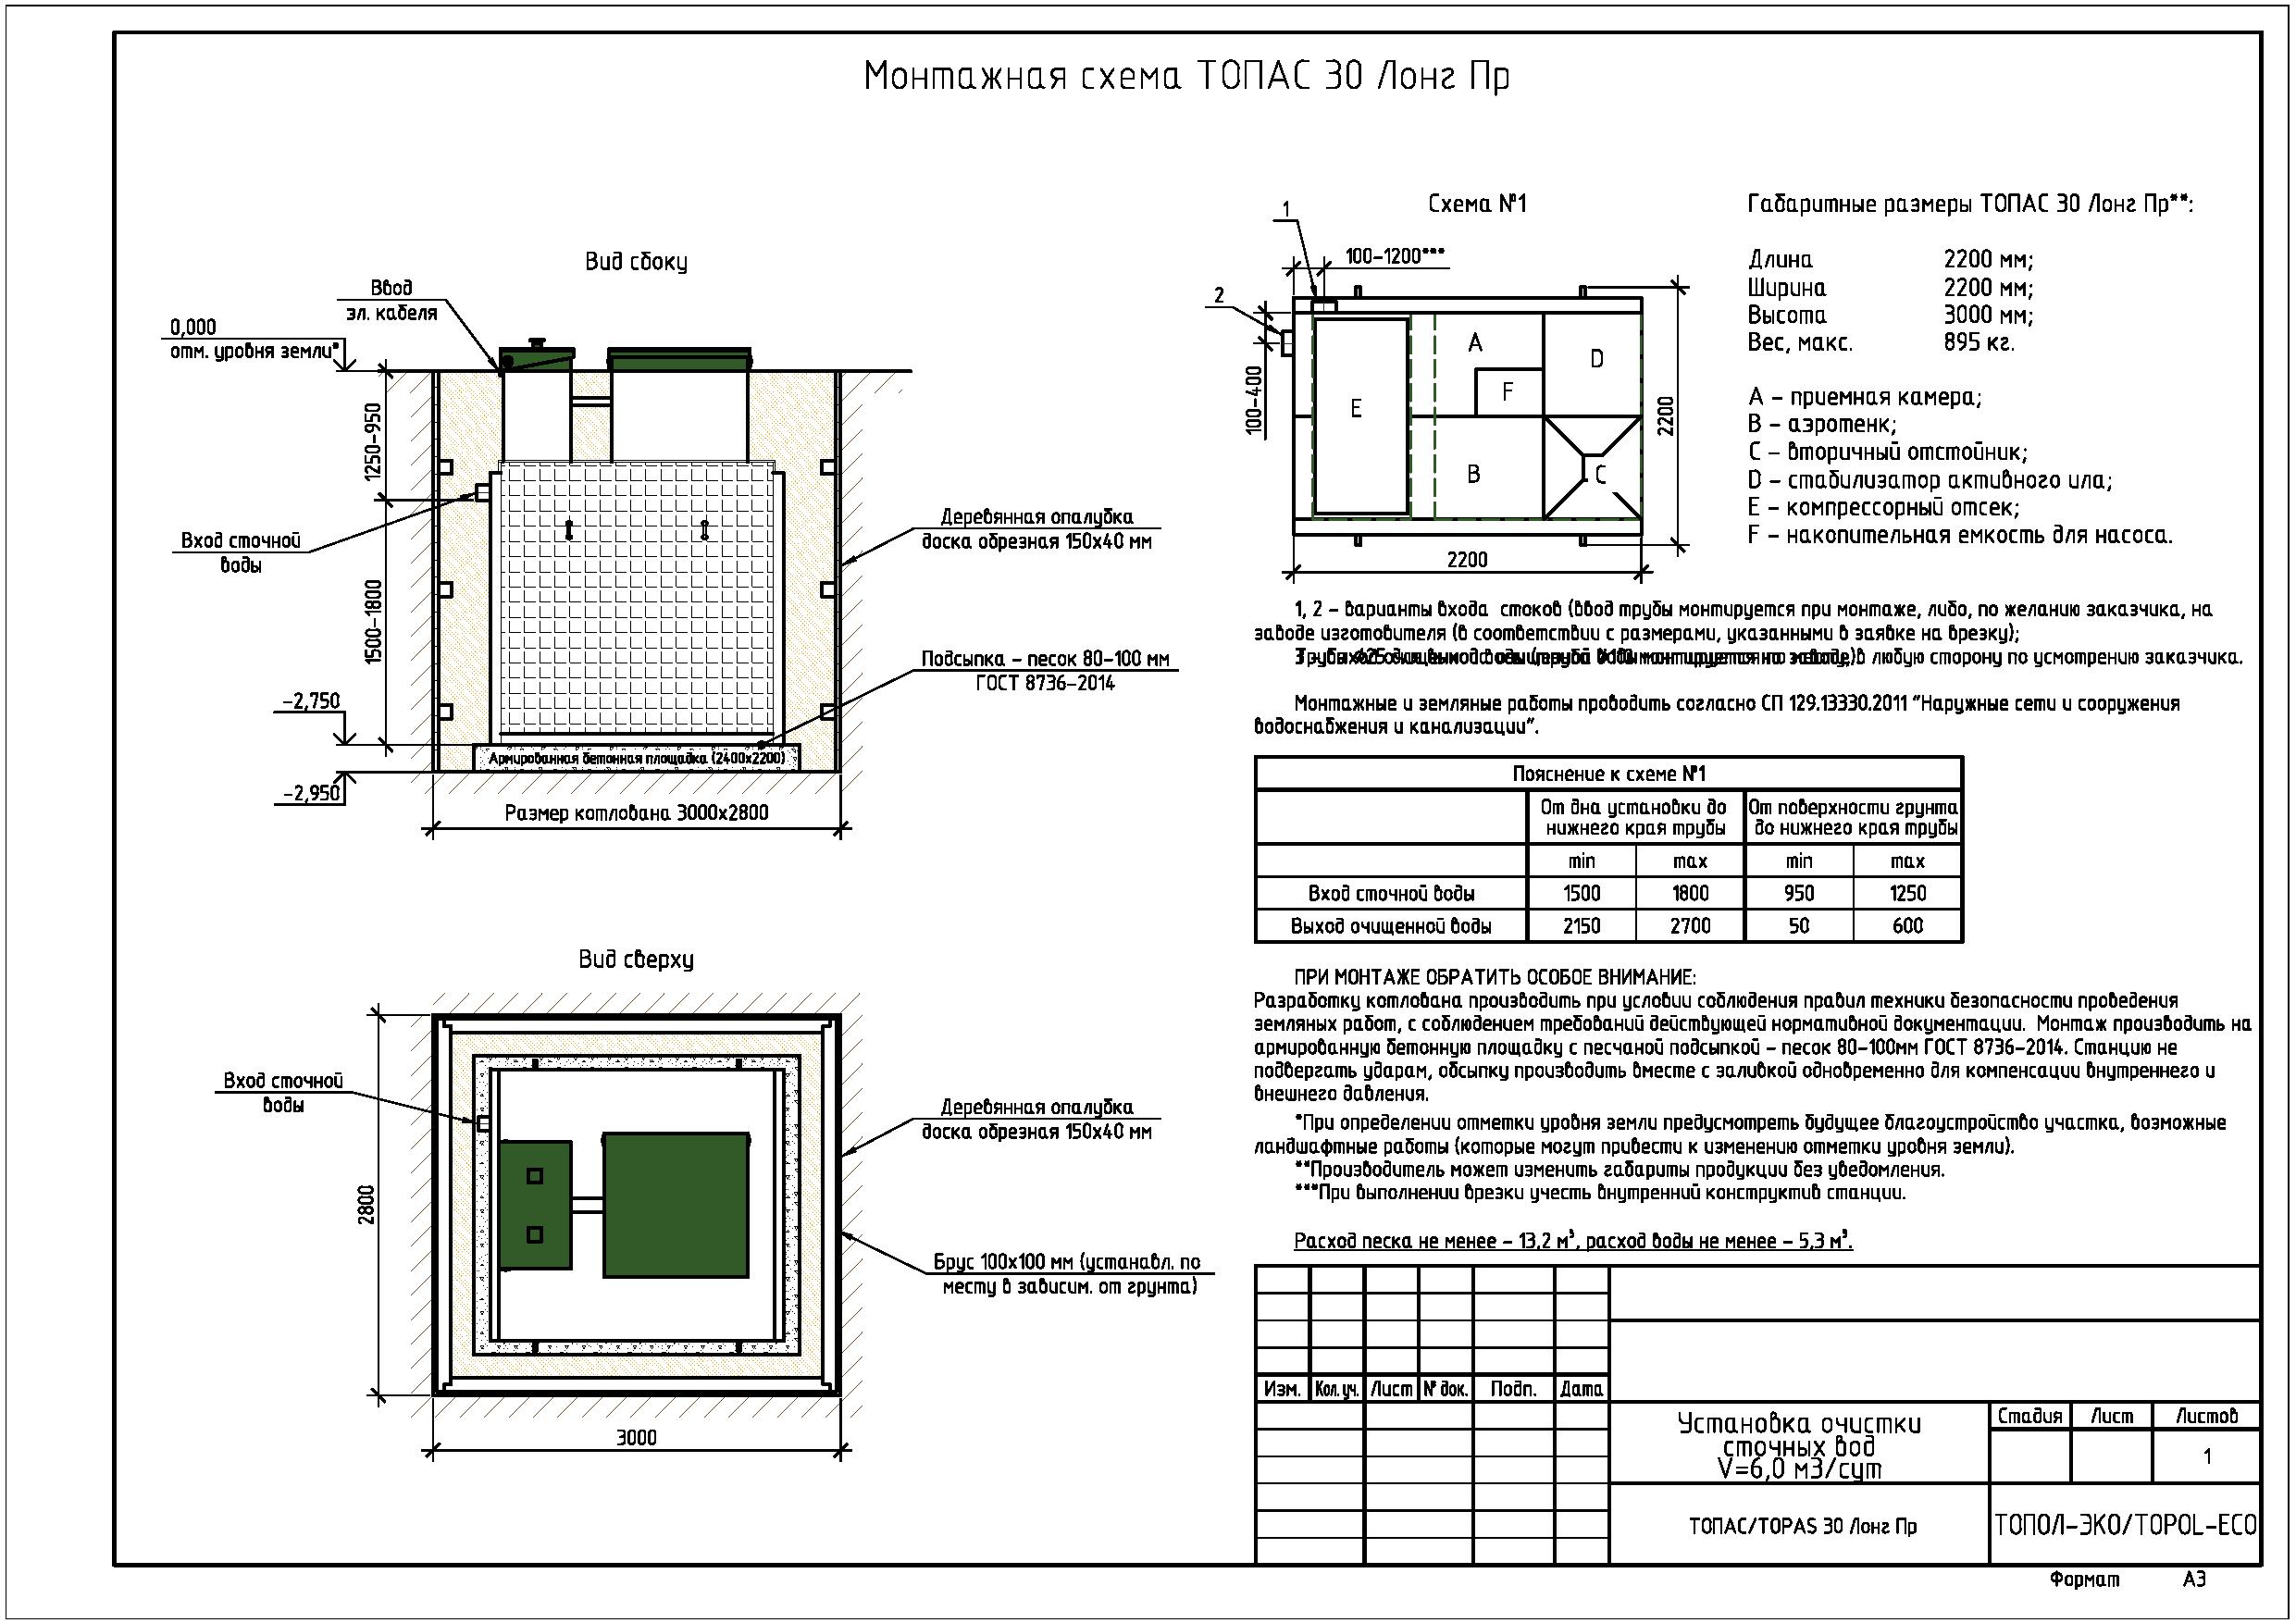 Монтажная схема ТОПАС 30 Лонг Пр
Вид сбоку
Ввод
эл. кабеля
0,000
отм. уровня земли*
1250-950
Вход сточной
воды
1500-1800
-2,750
-2,950
Деревянная опалубка
доска обрезная 150х40 мм
Подсыпка - песок 80-100 мм
ГОСТ 8736-2014
Армированная бетонная площадка (2400х2200)
Размер котлована 3000х2800
Вид сверху
Вход сточной
воды
2800
3000
Деревянная опалубка
доска обрезная 150х40 мм
Брус 100х100 мм (устанавл. по
месту в зависим. от грунта)
Схема №1
1
100-1200***
2
100-400
A
D
F
E
B
C
2200
2200
Габаритные размеры ТОПАС 30 Лонг Пр**:
Длина 2200 мм;
Ширина 2200 мм;
Высота 3000 мм;
Вес, макс. 895 кг.
A - приемная камера;
B - аэротенк;
C - вторичный отстойник;
D - стабилизатор активного ила;
E - компрессорный отсек;
F - накопительная емкость для насоса.
1, 2 - варианты входа стоков (ввод трубы монтируется при монтаже, либо, по желанию заказчика, на
заводе изготовителя (в соответствии с размерами, указанными в заявке на врезку);
в любую сторону по усмотрению заказчика.
Монтажные и земляные работы проводить согласно СП 129.13330.2011 "Наружные сети и сооружения
водоснабжения и канализации".
Пояснение к схеме №1
От дна установки до нижнего края трубы
От поверхности грунта до нижнего края трубы
min max min max
Вход сточной воды 1500 1800 950 1250
Выход очищенной воды 2150 2700 50 600
ПРИ МОНТАЖЕ ОБРАТИТЬ ОСОБОЕ ВНИМАНИЕ:
Разработку котлована производить при условии соблюдения правил техники безопасности проведения
земляных работ, с соблюдением требований действующей нормативной документации. Монтаж производить на
армированную бетонную площадку с песчаной подсыпкой - песок 80-100мм ГОСТ 8736-2014. Станцию не
подвергать ударам, обсыпку производить вместе с заливкой одновременно для компенсации внутреннего и
внешнего давления.
*При определении отметки уровня земли предусмотреть будущее благоустройство участка, возможные
ландшафтные работы (которые могут привести к изменению отметки уровня земли).
**Производитель может изменить габариты продукции без уведомления.
***При выполнении врезки учесть внутренний конструктив станции.
Расход песка не менее - 13,2 м³, расход воды не менее - 5,3 м³.
Изм. Кол. уч. Лист № док. Подп. Дата
Установка очистки
сточных вод
V=6,0 м3/сут
Стадия Лист Листов
1
ТОПАС/TOPAS 30 Лонг Пр
ТОПОЛ-ЭКО/TOPOL-ECO
Формат А3